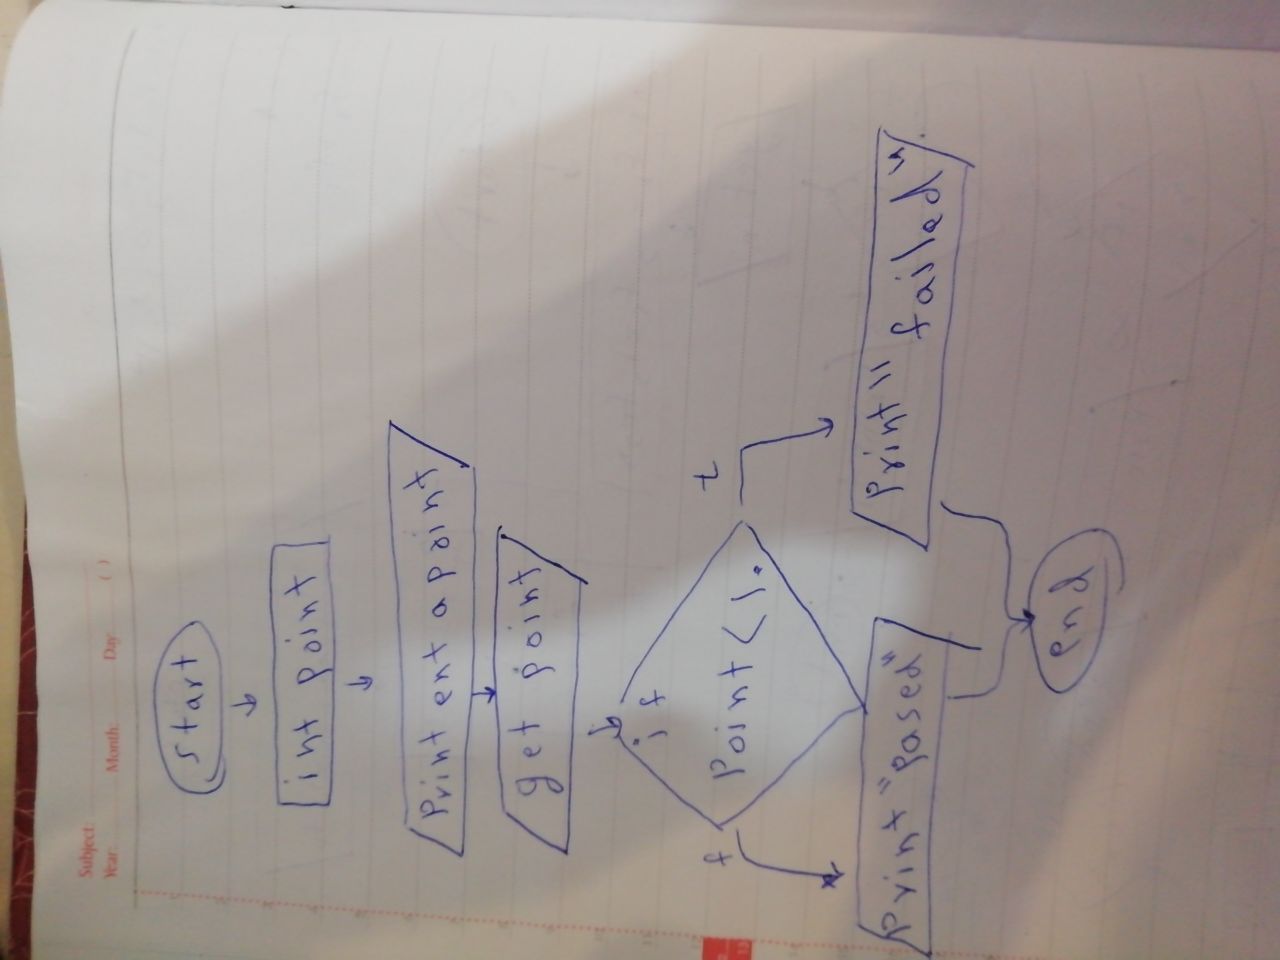 Subject:
Year: Month: Day: ( )
start
int point
Print ent a point
get point
if
Point < 1.
f
t
Print "pased"
Print "failed"
end